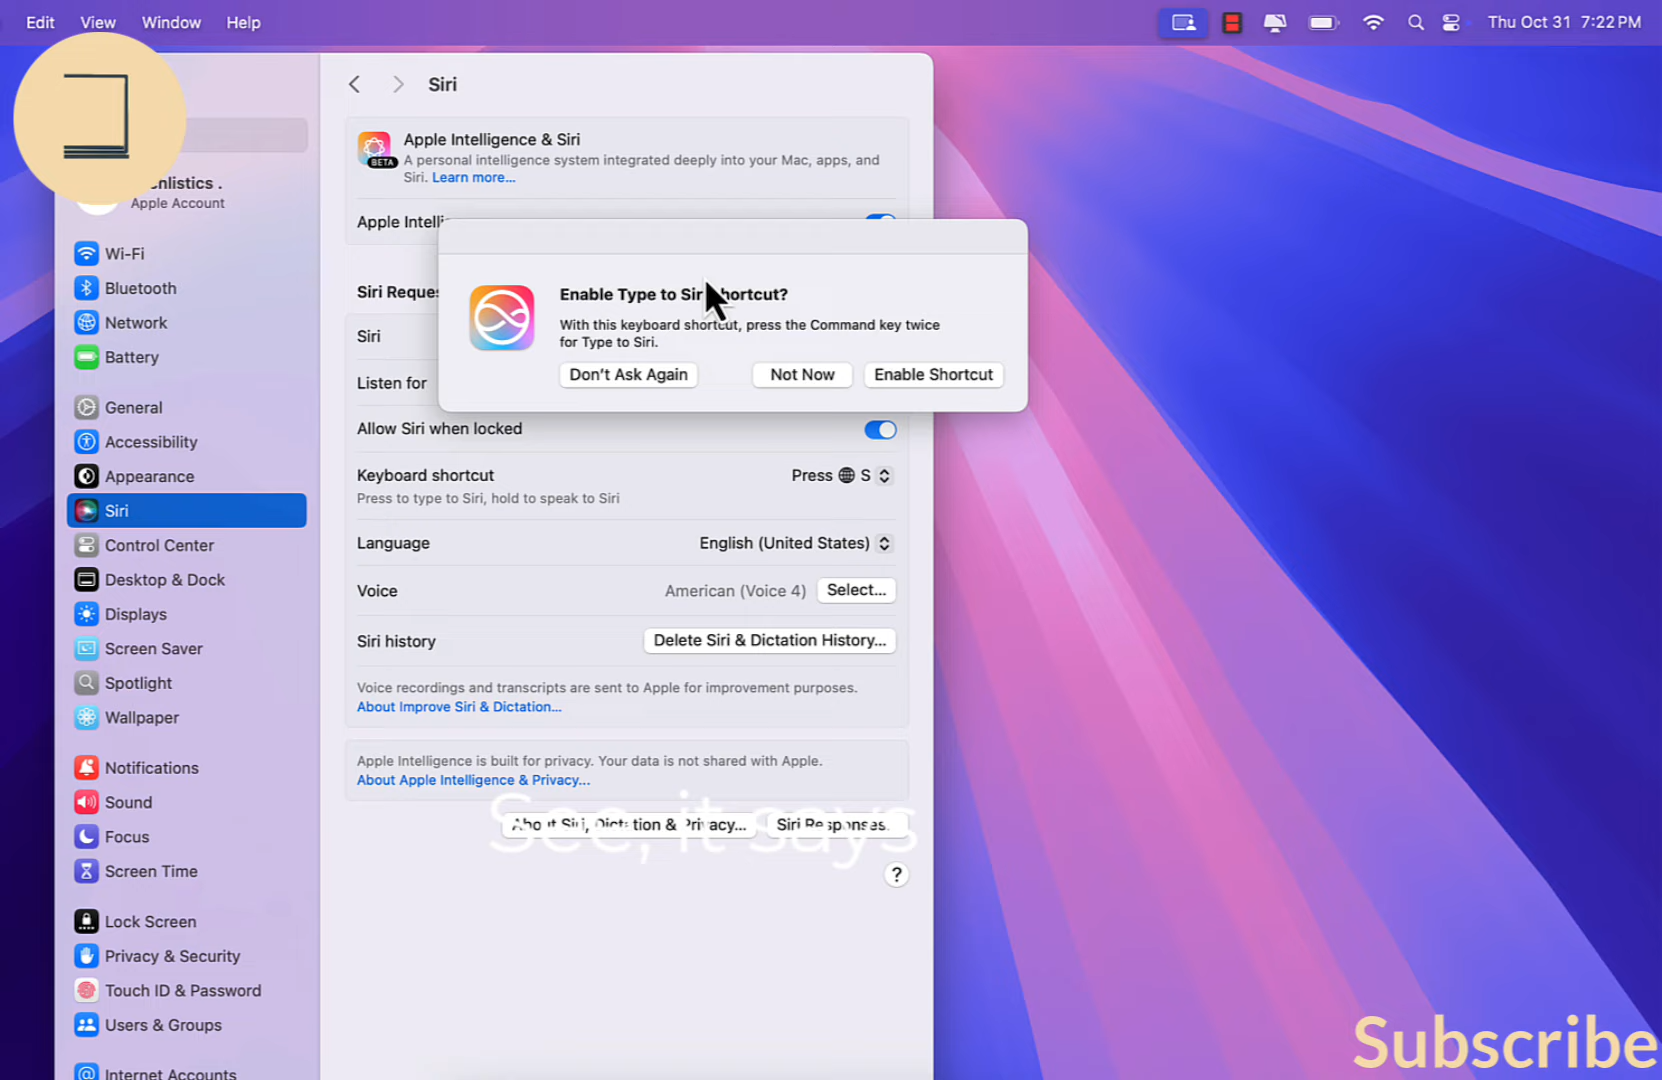 Edit View Window Help
Thu Oct 31 7:22 PM
Siri
Apple Account
Wi-Fi
Bluetooth
Network
Battery
General
Accessibility
Appearance
Siri
Control Center
Desktop & Dock
Displays
Screen Saver
Spotlight
Wallpaper
Notifications
Sound
Focus
Screen Time
Lock Screen
Privacy & Security
Touch ID & Password
Users & Groups
Internet Accounts
Apple Intelligence & Siri
BETA
A personal intelligence system integrated deeply into your Mac, apps, and
Siri. Learn more...
Apple
Enable Type to Siri Shortcut?
With this keyboard shortcut, press the Command key twice
for Type to Siri.
Don't Ask Again Not Now Enable Shortcut
Siri
Siri
Listen for
Allow Siri when locked
Keyboard shortcut Press S
Press to type to Siri, hold to speak to Siri
Language English (United States)
Voice American (Voice 4) Select...
Siri history Delete Siri & Dictation History...
Voice recordings and transcripts are sent to Apple for improvement purposes.
About Improve Siri & Dictation...
Apple Intelligence is built for privacy. Your data is not shared with Apple.
About Apple Intelligence & Privacy...
About Siri, Dictation & Privacy... Siri Responses...
See, it says
?
Subscribe